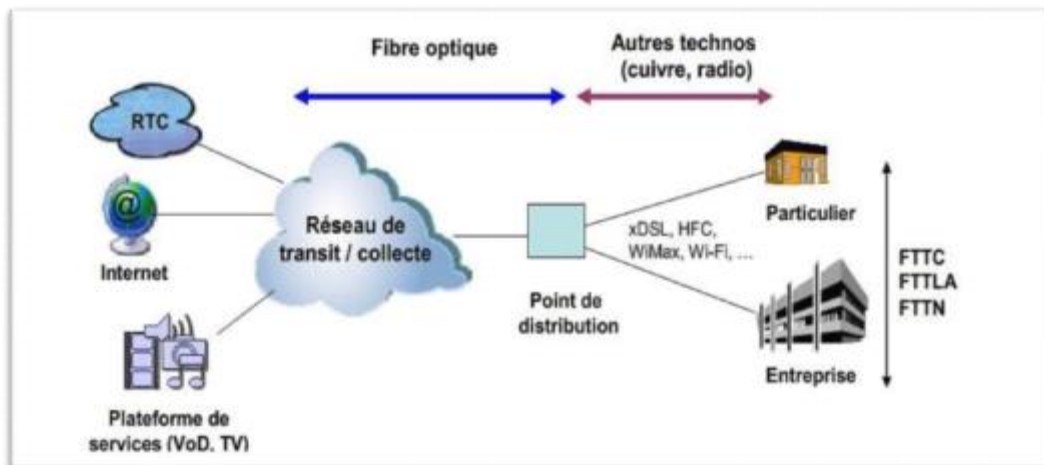 Fibre optique
Autres technos
(cuivre, radio)
RTC
@
Internet
Réseau de
transit / collecte
Plateforme de
services (VoD, TV)
Point de
distribution
xDSL, HFC,
WiMax, Wi-Fi, ...
Particulier
Entreprise
FTTC
FTTLA
FTTN